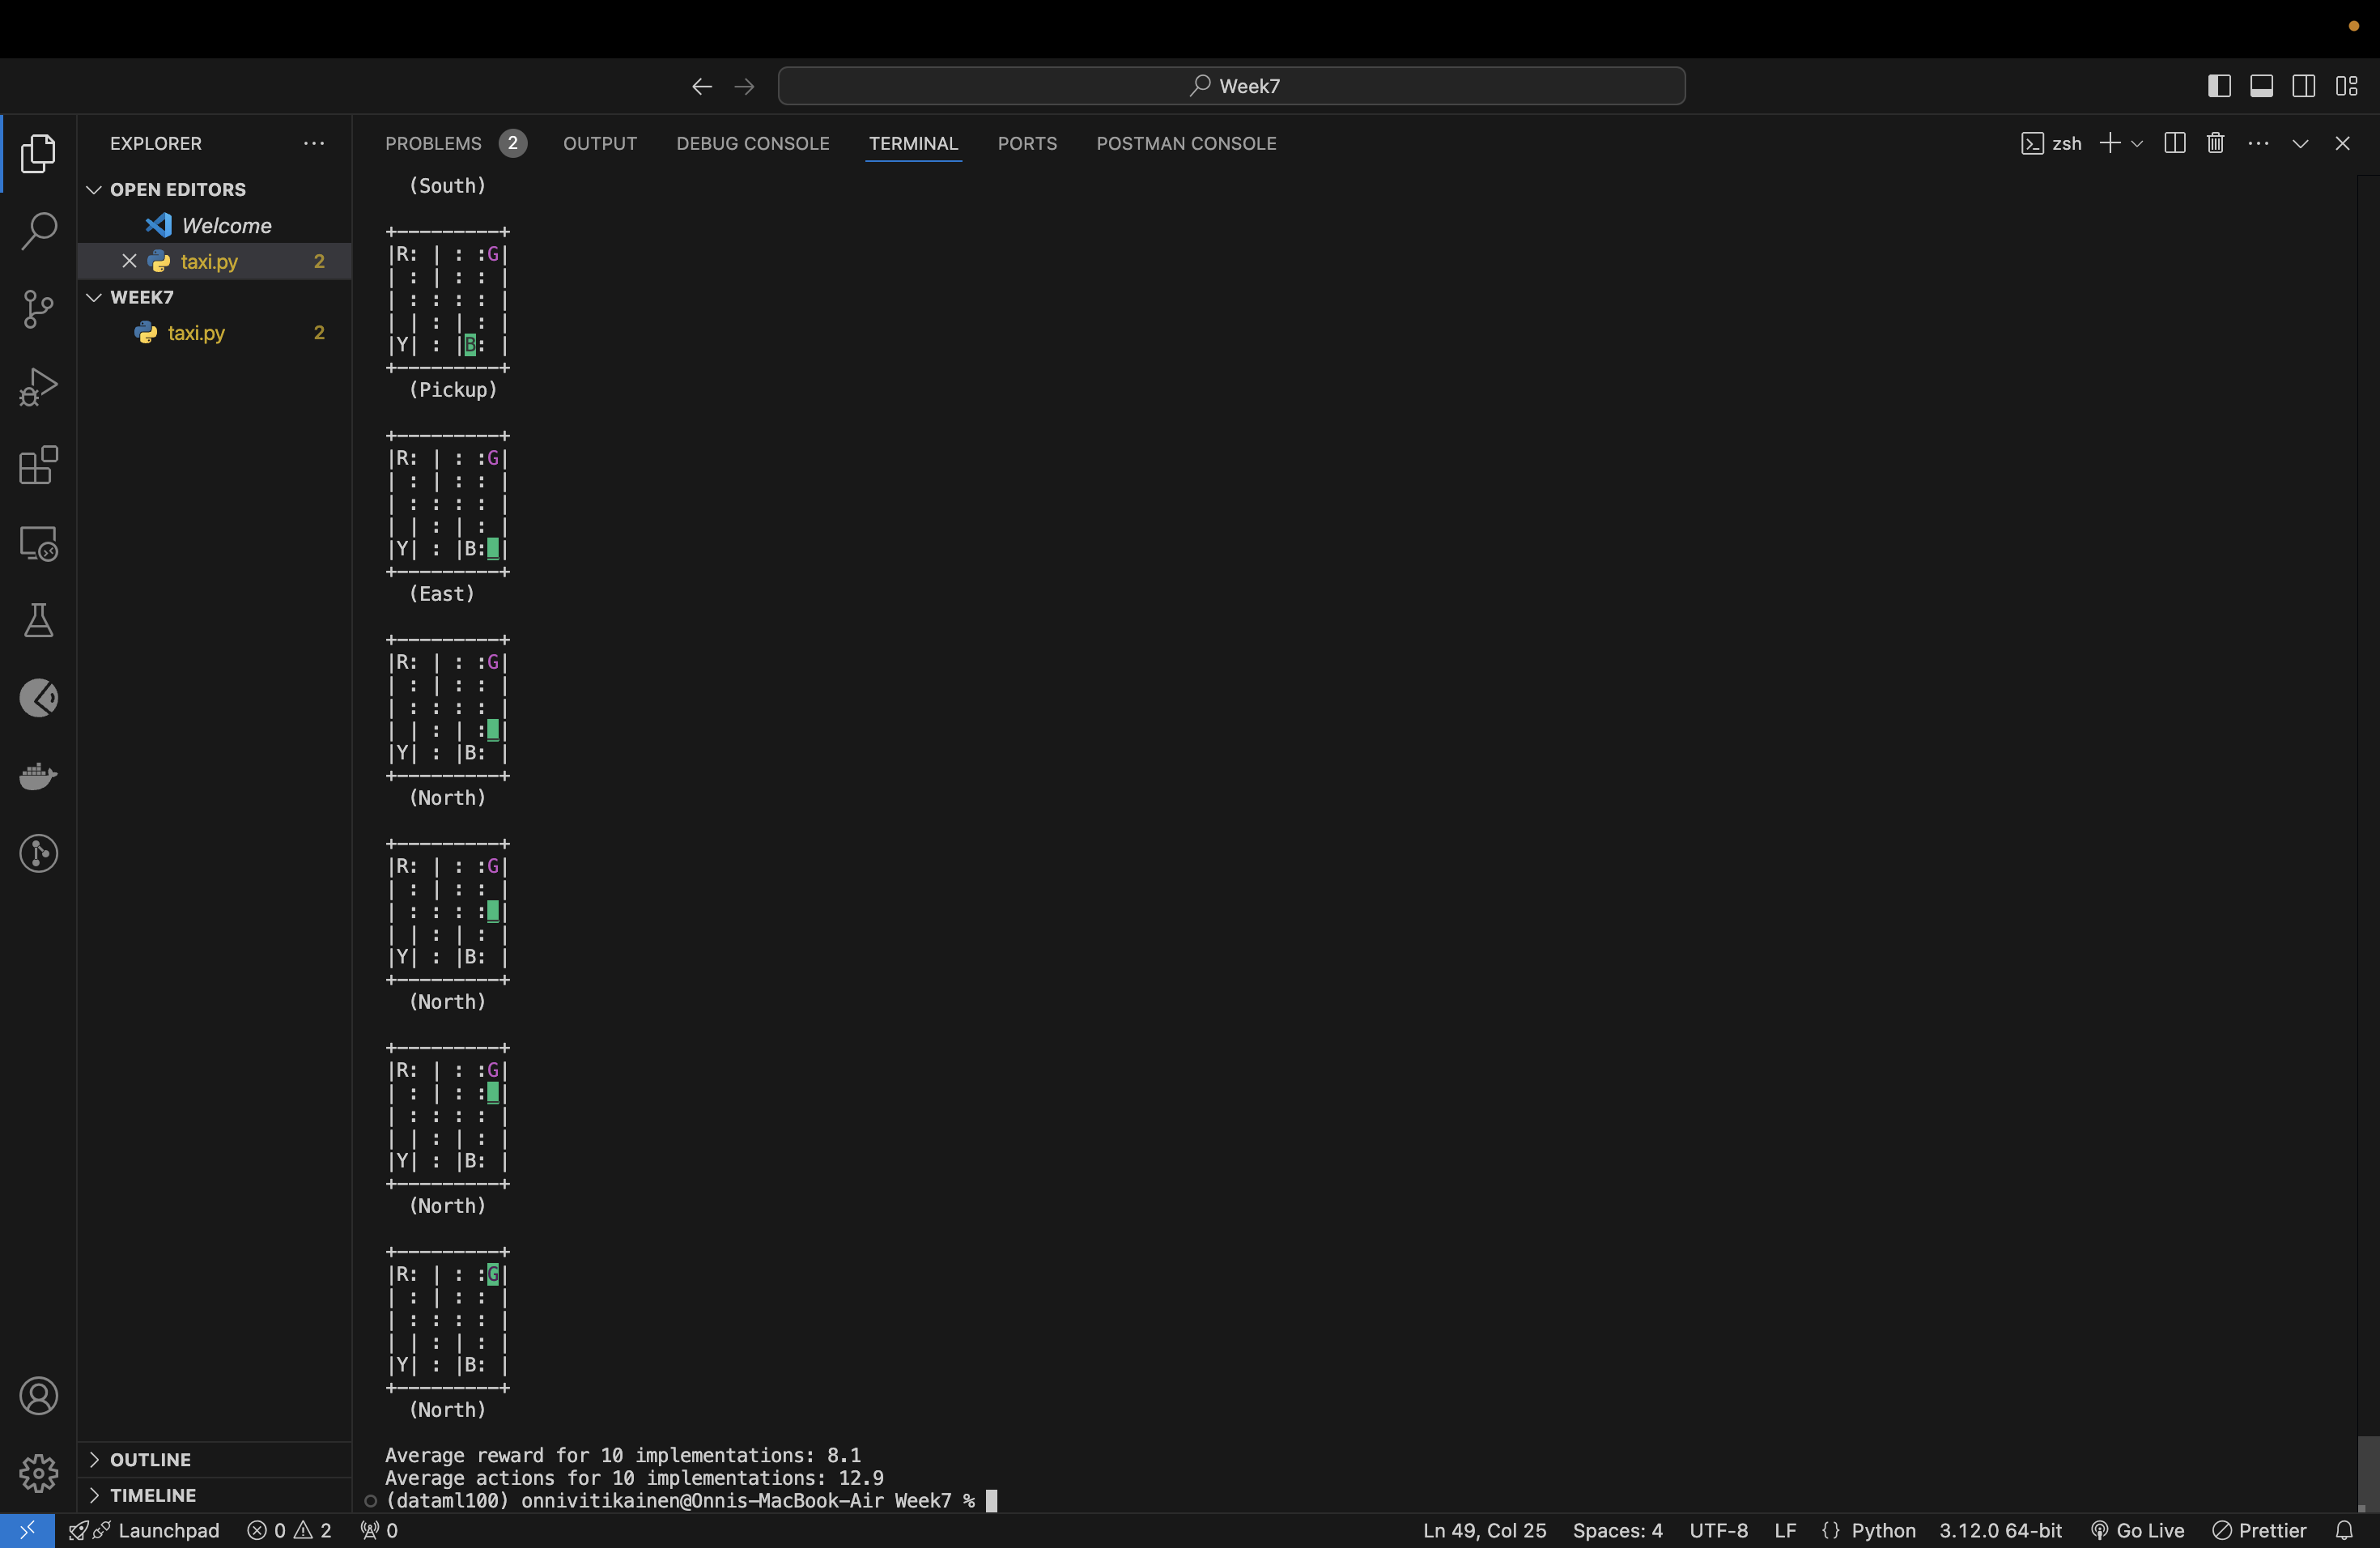 Week7
EXPLORER
OPEN EDITORS
Welcome
taxi.py 2
WEEK7
taxi.py 2
OUTLINE
TIMELINE
PROBLEMS 2 OUTPUT DEBUG CONSOLE TERMINAL PORTS POSTMAN CONSOLE zsh
(South)

+---------+
|R: | : :G|
| : | : : |
| : : : : |
| | : | : |
|Y| : |B: |
+---------+
(Pickup)

+---------+
|R: | : :G|
| : | : : |
| : : : : |
| | : | : |
|Y| : |B:_|
+---------+
(East)

+---------+
|R: | : :G|
| : | : : |
| : : : : |
| | : | :_|
|Y| : |B: |
+---------+
(North)

+---------+
|R: | : :G|
| : | : : |
| : : : :_|
| | : | : |
|Y| : |B: |
+---------+
(North)

+---------+
|R: | : :G|
| : | : :_|
| : : : : |
| | : | : |
|Y| : |B: |
+---------+
(North)

+---------+
|R: | : :G|
| : | : : |
| : : : : |
| | : | : |
|Y| : |B: |
+---------+
(North)

Average reward for 10 implementations: 8.1
Average actions for 10 implementations: 12.9
(dataml100) onnivitikainen@Onnis-MacBook-Air Week7 %
Launchpad 0 2 0 Ln 49, Col 25 Spaces: 4 UTF-8 LF {} Python 3.12.0 64-bit Go Live Prettier